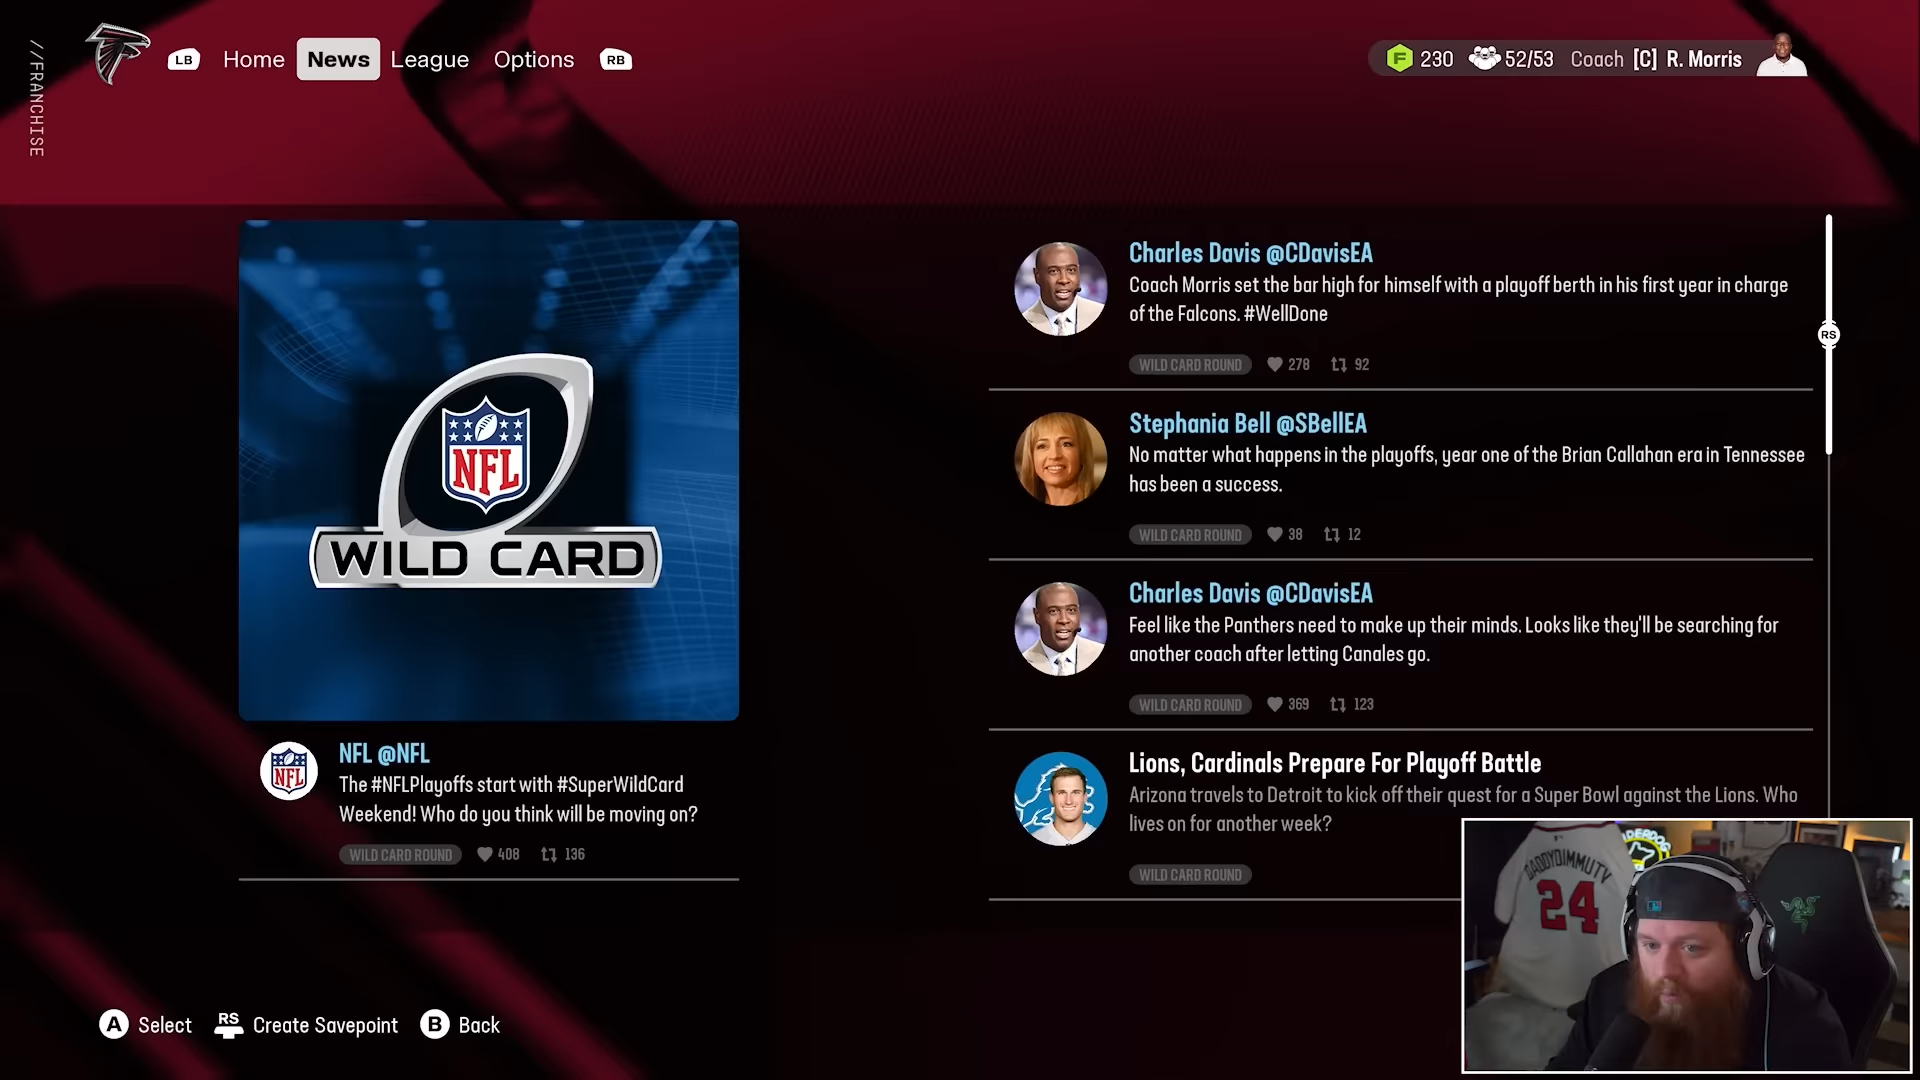 //FRANCHISE
LB Home News League Options RB
F 230 52/53 Coach [C] R. Morris
NFL
WILD CARD
NFL
NFL @NFL
The #NFLPlayoffs start with #SuperWildCard
Weekend! Who do you think will be moving on?
WILD CARD ROUND 408 136
Charles Davis @CDavisEA
Coach Morris set the bar high for himself with a playoff berth in his first year in charge
of the Falcons. #WellDone
WILD CARD ROUND 278 92
Stephania Bell @SBellEA
No matter what happens in the playoffs, year one of the Brian Callahan era in Tennessee
has been a success.
WILD CARD ROUND 38 12
Charles Davis @CDavisEA
Feel like the Panthers need to make up their minds. Looks like they'll be searching for
another coach after letting Canales go.
WILD CARD ROUND 369 123
Lions, Cardinals Prepare For Playoff Battle
Arizona travels to Detroit to kick off their quest for a Super Bowl against the Lions. Who
lives on for another week?
WILD CARD ROUND
RS
DADDYDIMMUTV
24
A Select RS Create Savepoint B Back